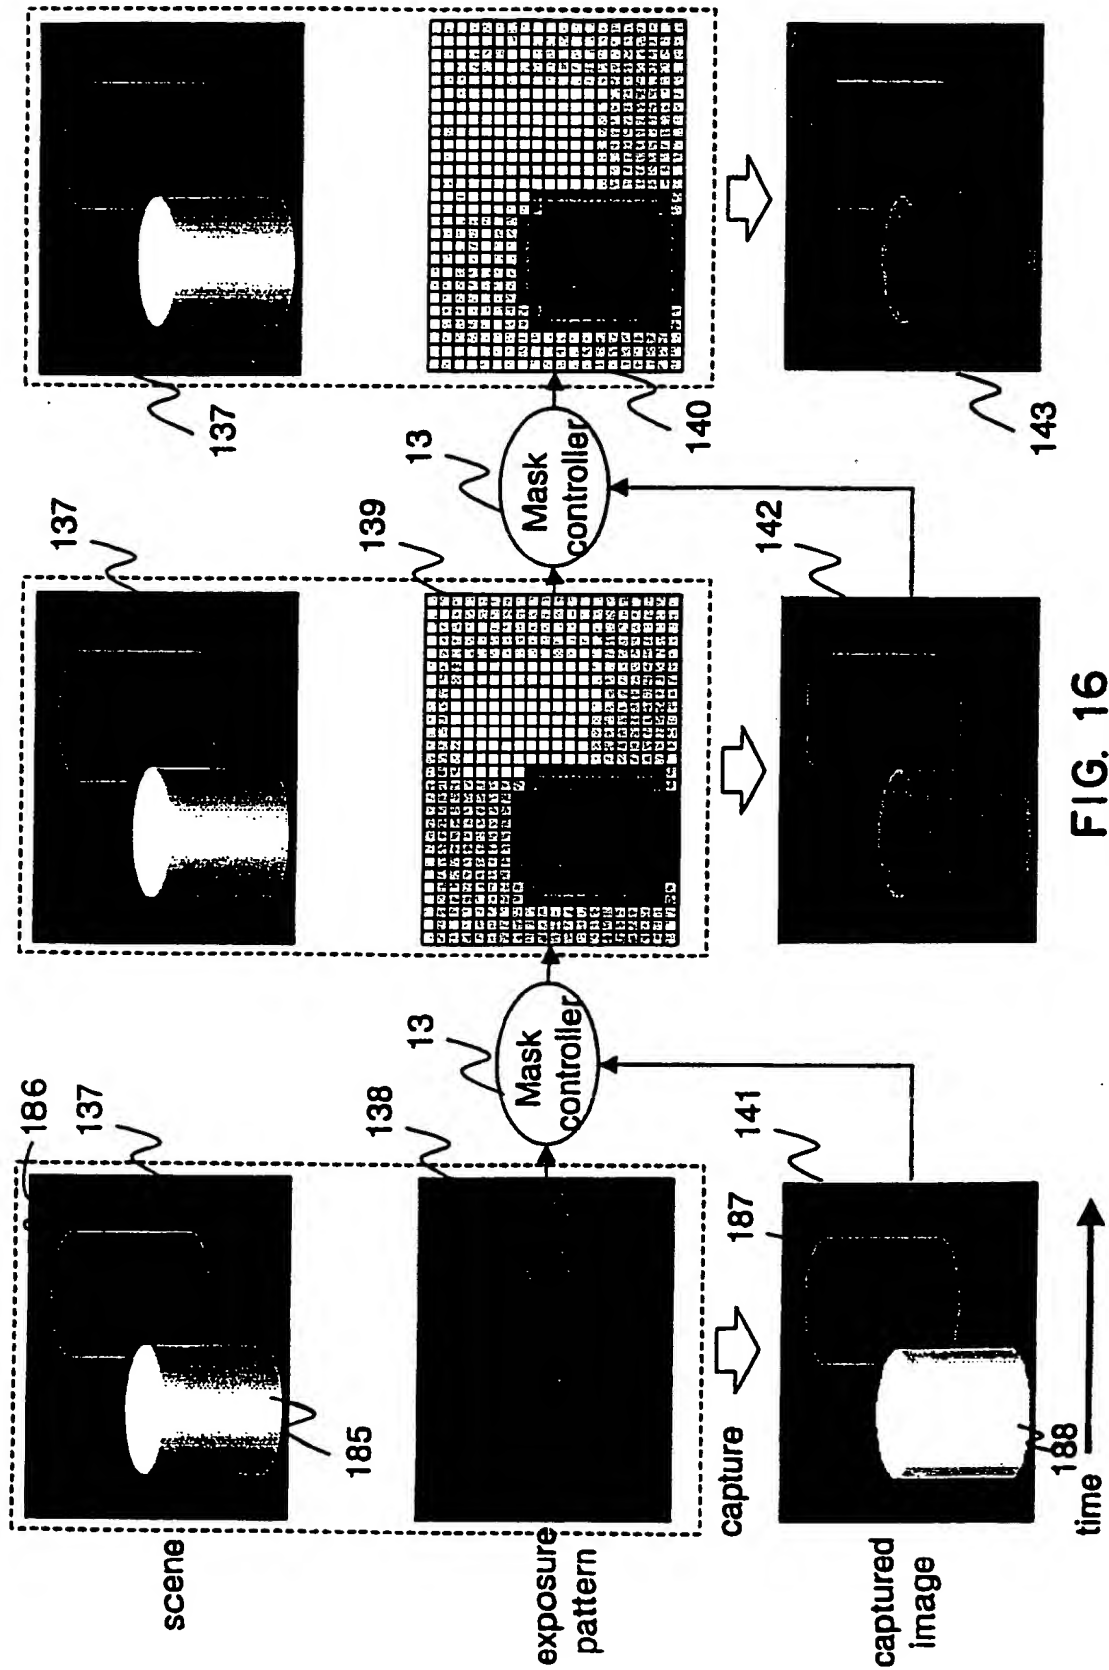 186
137
137
137
scene
185
138
13
139
13
140
Mask
controller
Mask
controller
exposure
pattern
capture
187
141
142
143
188
captured
image
time
FIG. 16